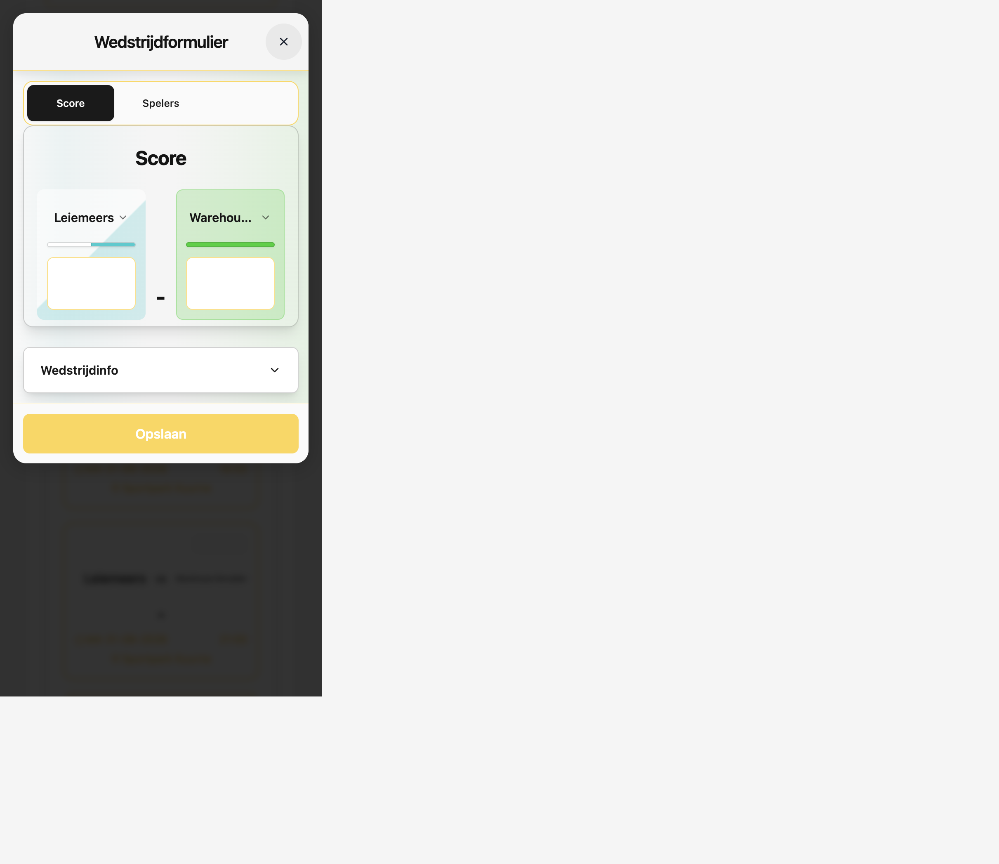 Wedstrijdformulier
Score
Spelers
Score
Leiemeers
Warehou...
-
Wedstrijdinfo
Opslaan